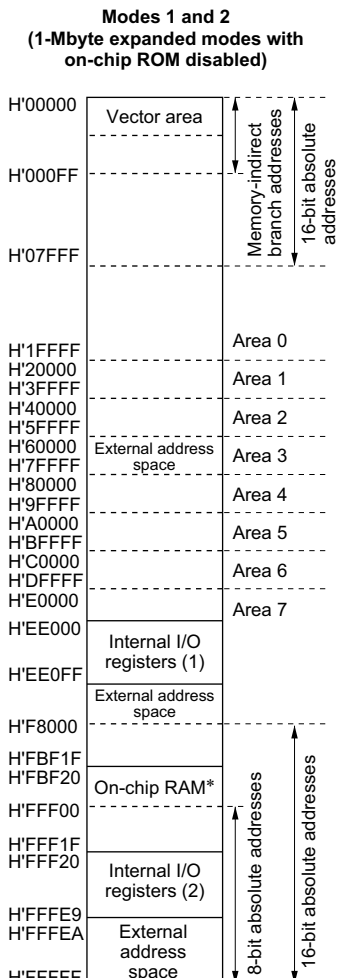 Modes 1 and 2
(1-Mbyte expanded modes with
on-chip ROM disabled)
H'00000
Vector area
H'000FF
Memory-indirect
branch addresses
16-bit absolute
addresses
H'07FFF
H'1FFFF
Area 0
H'20000
H'3FFFF
Area 1
H'40000
H'5FFFF
Area 2
H'60000
H'7FFFF
External address
space
Area 3
H'80000
H'9FFFF
Area 4
H'A0000
H'BFFFF
Area 5
H'C0000
H'DFFFF
Area 6
H'E0000
Area 7
H'EE000
Internal I/O
registers (1)
H'EE0FF
External address
space
H'F8000
H'FBF1F
H'FBF20
On-chip RAM*
H'FFF00
H'FFF1F
H'FFF20
Internal I/O
registers (2)
H'FFFE9
H'FFFEA
External
address
space
H'FFFFF
8-bit absolute addresses
16-bit absolute addresses